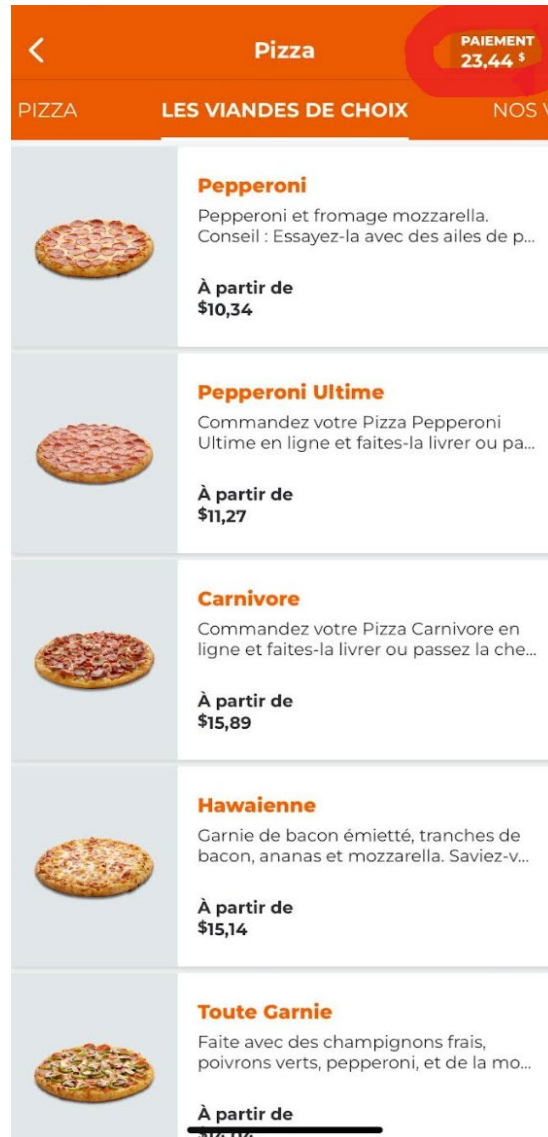 Pizza
PAIEMENT
23,44 $
PIZZA
LES VIANDES DE CHOIX
NOS
Pepperoni
Pepperoni et fromage mozzarella.
Conseil : Essayez-la avec des ailes de p...
À partir de
$10,34
Pepperoni Ultime
Commandez votre Pizza Pepperoni
Ultime en ligne et faites-la livrer ou pa...
À partir de
$11,27
Carnivore
Commandez votre Pizza Carnivore en
ligne et faites-la livrer ou passez la che...
À partir de
$15,89
Hawaienne
Garnie de bacon émietté, tranches de
bacon, ananas et mozzarella. Saviez-v...
À partir de
$15,14
Toute Garnie
Faite avec des champignons frais,
poivrons verts, pepperoni, et de la mo...
À partir de